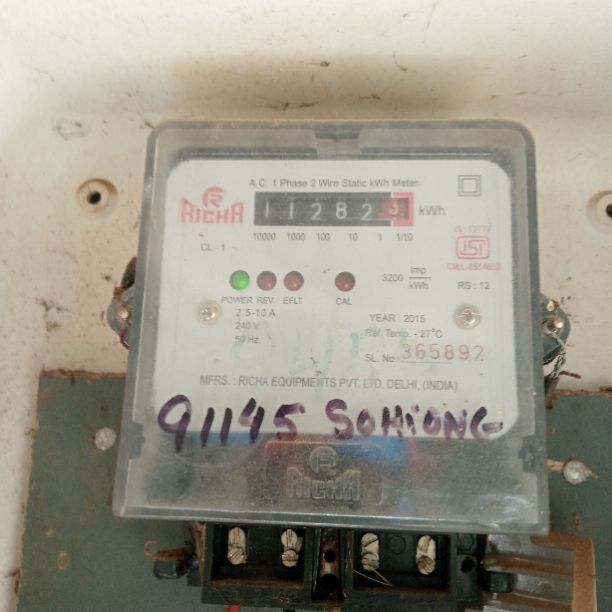 A.C. 1 Phase 2 Wire Static kWh Meter
R
RICHA
112823 kWh
10000 1000 100 10 1 1/10
IS: 13779
ISI
CL - 1
POWER REV. EFLT CAL
3200 Imp/kWh
RS : 12
2.5-10 A
240 V
50 Hz.
YEAR : 2015
Ref. Temp. - 27°C
SL. No. 365892
MFRS. : RICHA EQUIPMENTS PVT. LTD. DELHI, (INDIA)
91145 SOHIONG
R
RICHA